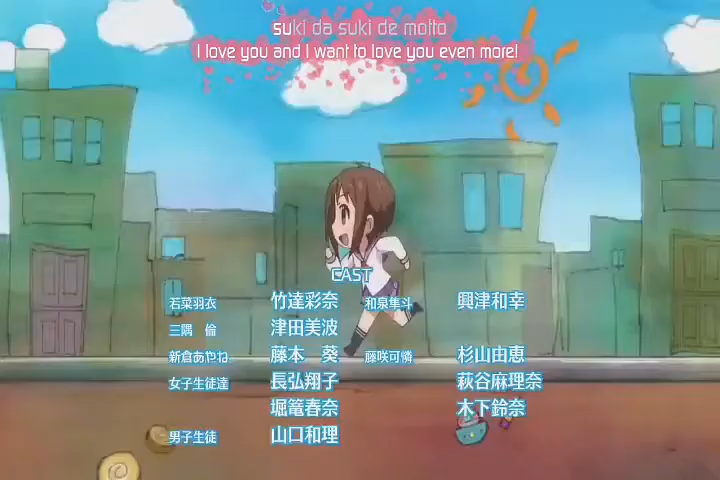 suki da suki de motto
I love you and I want to love you even more!
CAST
若菜羽衣 竹達彩奈 和泉隼斗 興津和幸
三隅 倫 津田美波
新倉あやね 藤本 葵 藤咲可憐 杉山由恵
女子生徒達 長弘翔子 萩谷麻理奈
堀篭春奈 木下鈴奈
男子生徒 山口和理